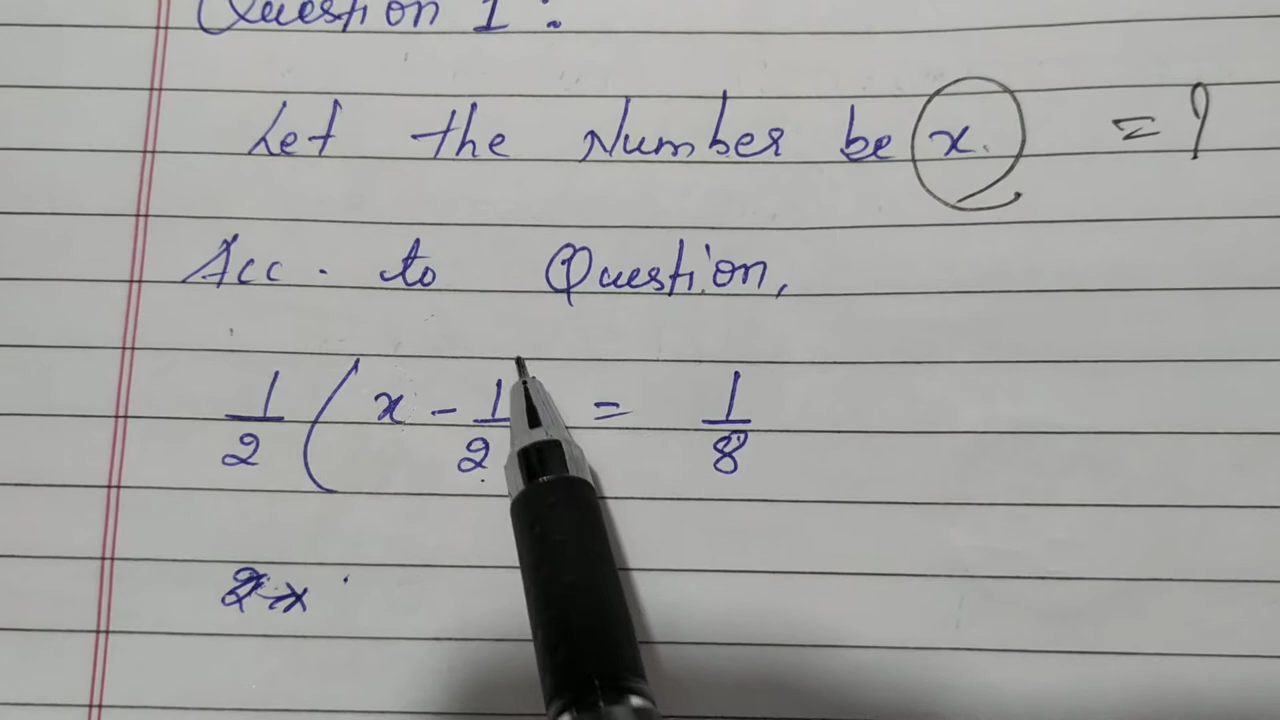 Question 1:
Let the Number be x. = ?
Acc. to Question,
1/2 ( x - 1/2 = 1/8